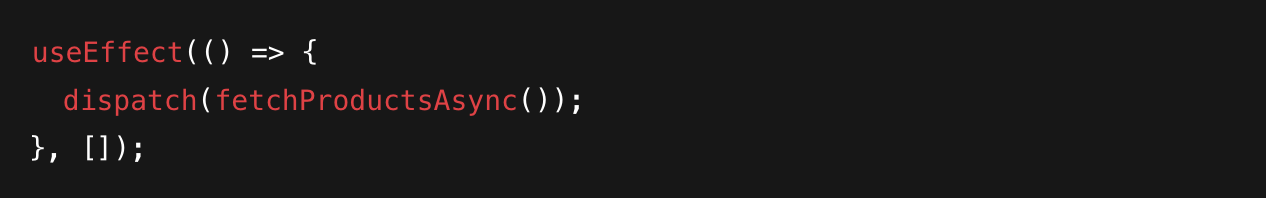 useEffect(() => {
  dispatch(fetchProductsAsync());
}, []);